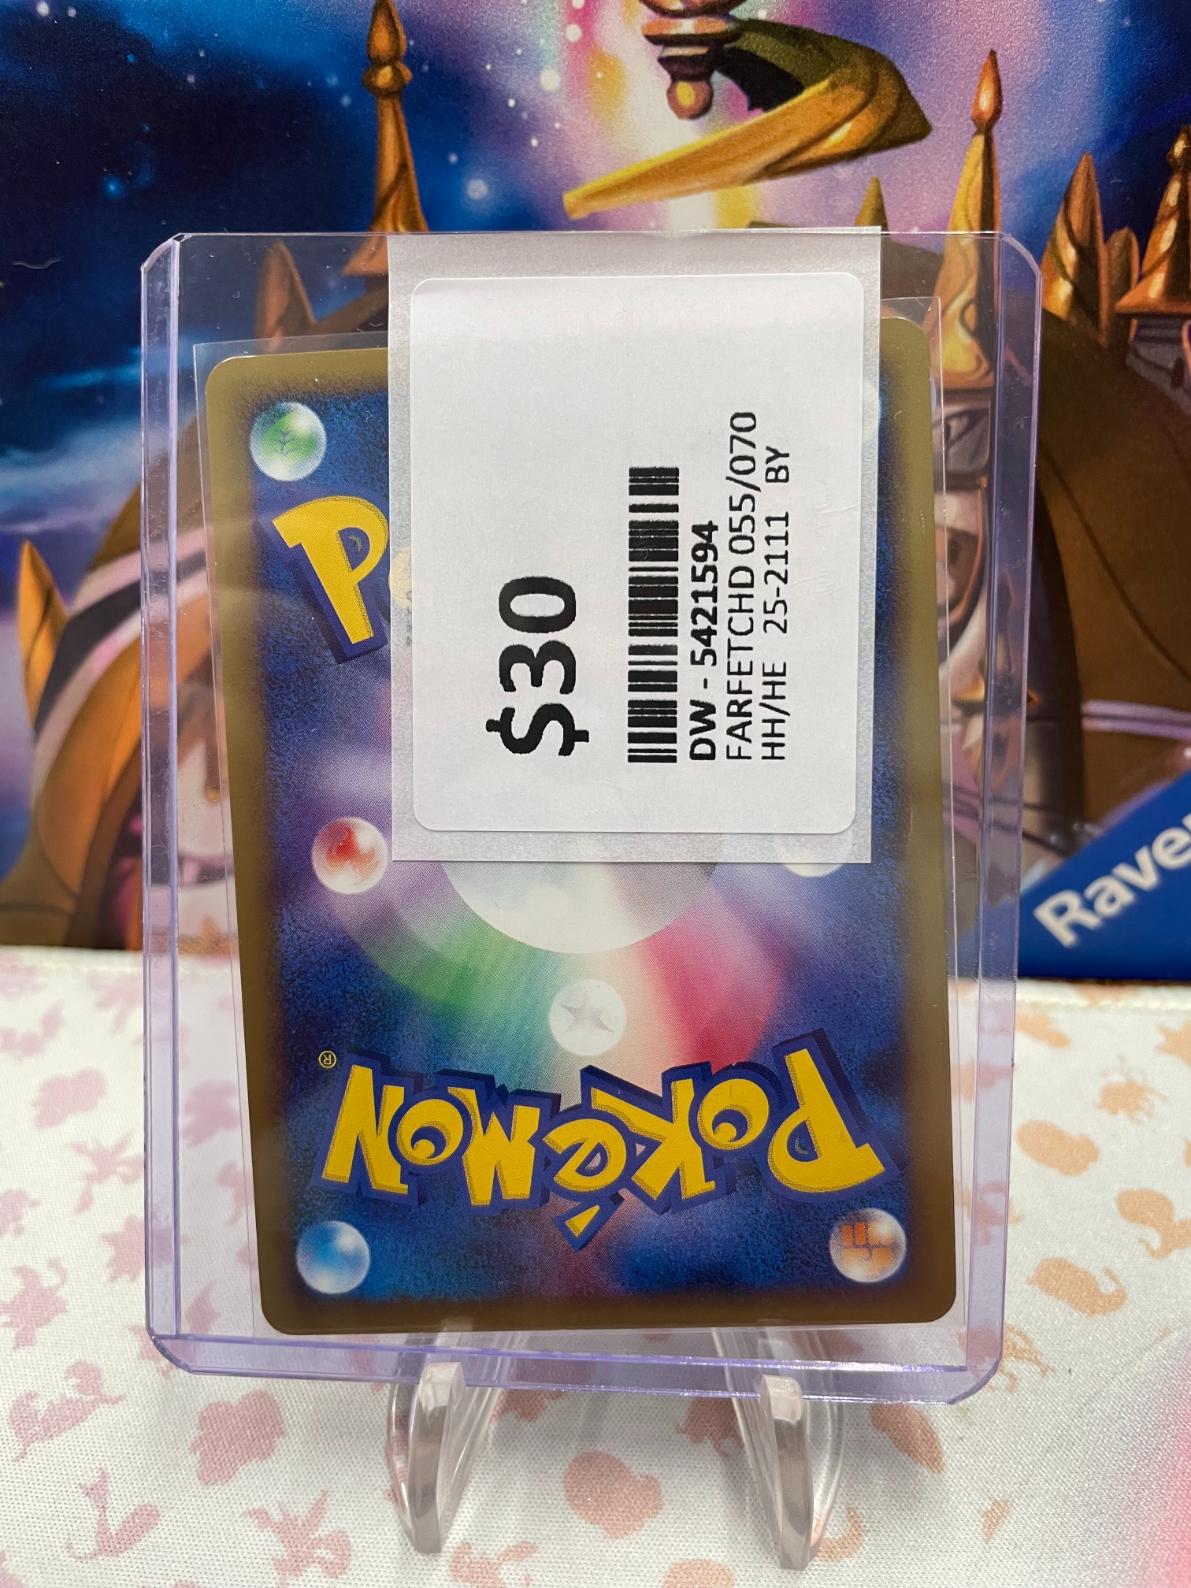 $30
DW - 5421594
FARFETCHD 055/070
HH/HE 25-2111 BY
P
POKéMON
®
Raven